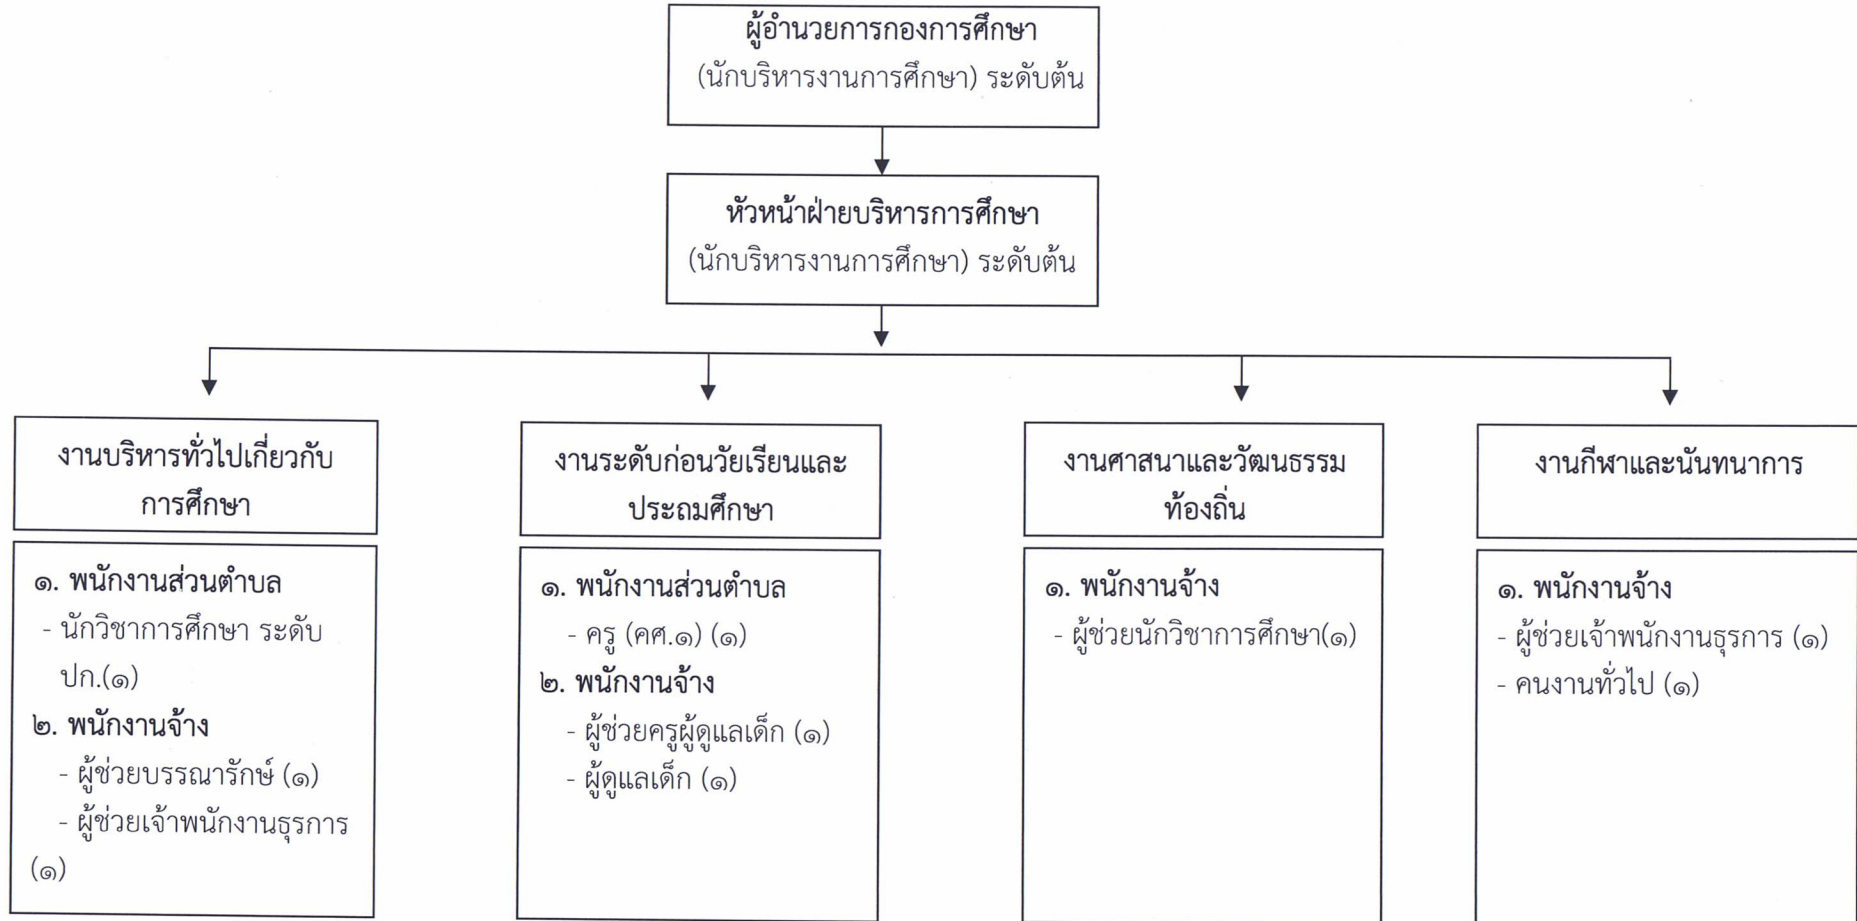 ผู้อำนวยการกองการศึกษา
(นักบริหารงานการศึกษา) ระดับต้น
หัวหน้าฝ่ายบริหารการศึกษา
(นักบริหารงานการศึกษา) ระดับต้น
งานบริหารทั่วไปเกี่ยวกับ
การศึกษา
๑. พนักงานส่วนตำบล
- นักวิชาการศึกษา ระดับ
ปก.(๑)
๒. พนักงานจ้าง
- ผู้ช่วยบรรณารักษ์ (๑)
- ผู้ช่วยเจ้าพนักงานธุรการ
(๑)
งานระดับก่อนวัยเรียนและ
ประถมศึกษา
๑. พนักงานส่วนตำบล
- ครู (คศ.๑) (๑)
๒. พนักงานจ้าง
- ผู้ช่วยครูผู้ดูแลเด็ก (๑)
- ผู้ดูแลเด็ก (๑)
งานศาสนาและวัฒนธรรม
ท้องถิ่น
๑. พนักงานจ้าง
- ผู้ช่วยนักวิชาการศึกษา(๑)
งานกีฬาและนันทนาการ
๑. พนักงานจ้าง
- ผู้ช่วยเจ้าพนักงานธุรการ (๑)
- คนงานทั่วไป (๑)